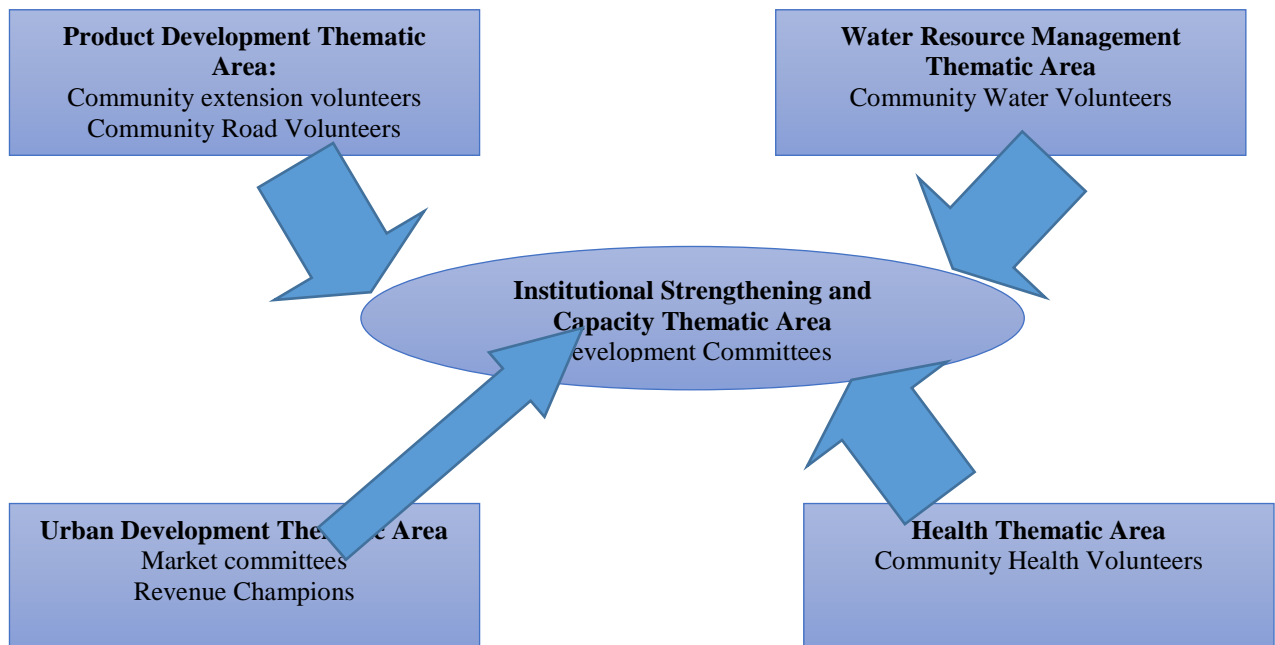 Product Development Thematic
Area:
Community extension volunteers
Community Road Volunteers
Water Resource Management
Thematic Area
Community Water Volunteers
Institutional Strengthening and
Capacity Thematic Area
evelopment Committees
Urban Development Thematic Area
Market committees
Revenue Champions
Health Thematic Area
Community Health Volunteers